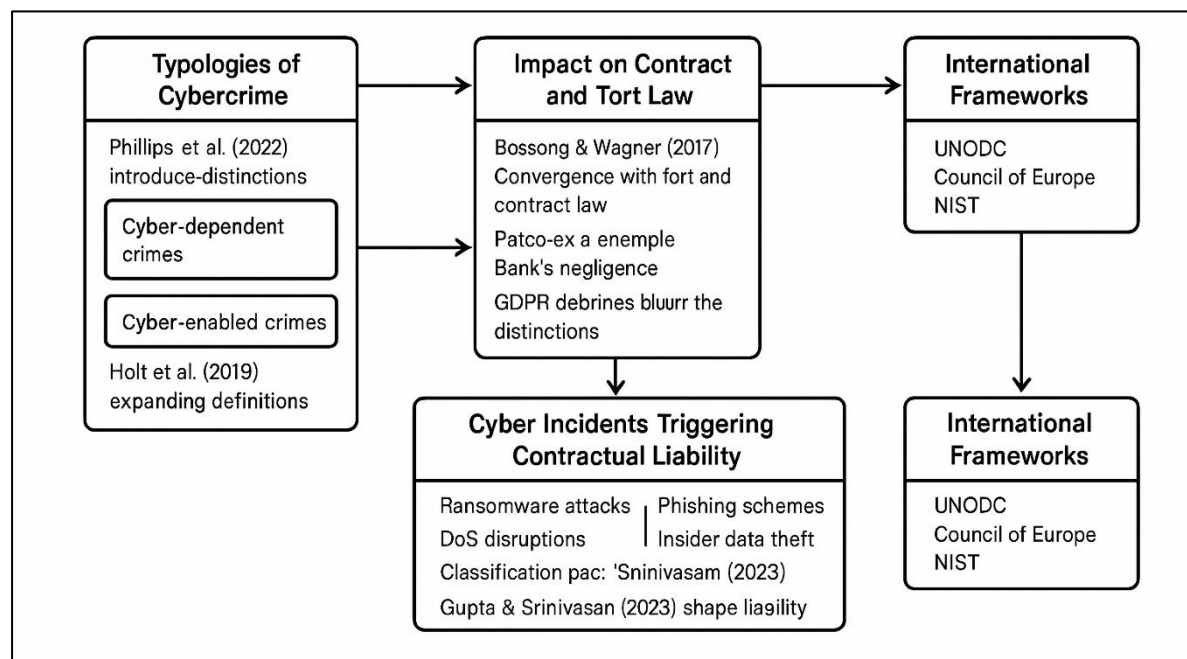 Typologies of
Cybercrime
Phillips et al. (2022)
introduce-distinctions
Cyber-dependent
crimes
Cyber-enabled crimes
Holt et al. (2019)
expanding definitions
Impact on Contract
and Tort Law
Bossong & Wagner (2017)
Convergence with fort and
contract law
Patco-ex a enemple
Bank's negligence
GDPR debrines bluurr the
distinctions
International
Frameworks
UNODC
Council of Europe
NIST
Cyber Incidents Triggering
Contractual Liability
Ransomware attacks
DoS disruptions
Phishing schemes
Insider data theft
Classification pac: 'Sninivasam (2023)
Gupta & Srinivasan (2023) shape liagility
International
Frameworks
UNODC
Council of Europe
NIST